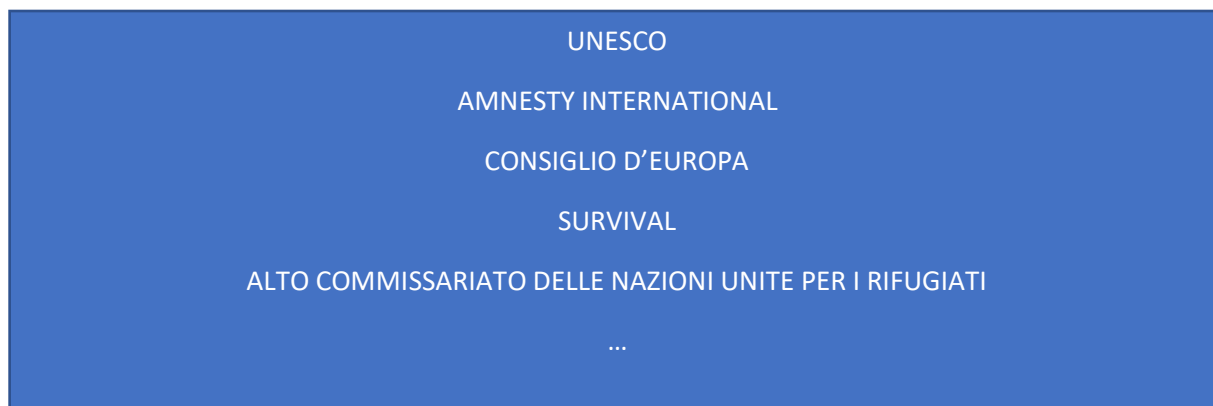 UNESCO
AMNESTY INTERNATIONAL
CONSIGLIO D’EUROPA
SURVIVAL
ALTO COMMISSARIATO DELLE NAZIONI UNITE PER I RIFUGIATI
…